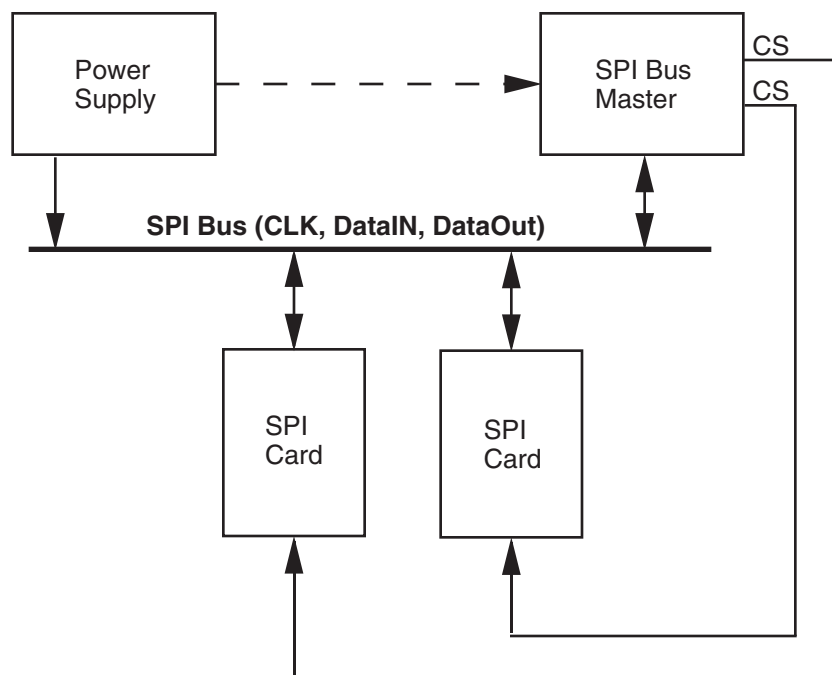 Power
Supply
SPI Bus
Master
CS
CS
SPI Bus (CLK, DataIN, DataOut)
SPI
Card
SPI
Card